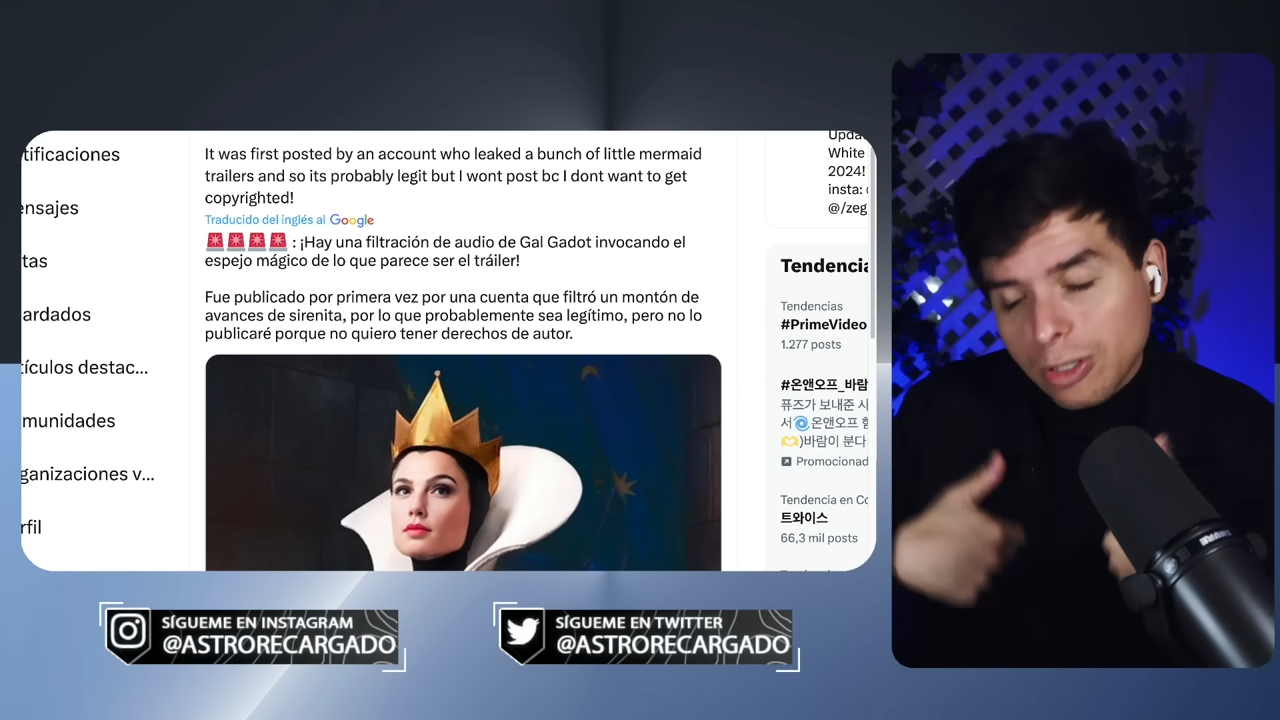 tificaciones
ensajes
tas
ardados
tículos destac...
munidades
ganizaciones v...
rfil
It was first posted by an account who leaked a bunch of little mermaid
trailers and so its probably legit but I wont post bc I dont want to get
copyrighted!
Traducido del inglés al Google
🚨🚨🚨🚨 : ¡Hay una filtración de audio de Gal Gadot invocando el
espejo mágico de lo que parece ser el tráiler!
Fue publicado por primera vez por una cuenta que filtró un montón de
avances de sirenita, por lo que probablemente sea legítimo, pero no lo
publicaré porque no quiero tener derechos de autor.
Upda
White
2024!
insta:
@/zeg
Tendencia
Tendencias
#PrimeVideo
1.277 posts
#온앤오프_바람
퓨즈가 보내준 시
서🌀온앤오프 함
🫶)바람이 분다
Promocionad
Tendencia en Co
트와이스
66,3 mil posts
SÍGUEME EN INSTAGRAM
@ASTRORECARGADO
SÍGUEME EN TWITTER
@ASTRORECARGADO
SHURE